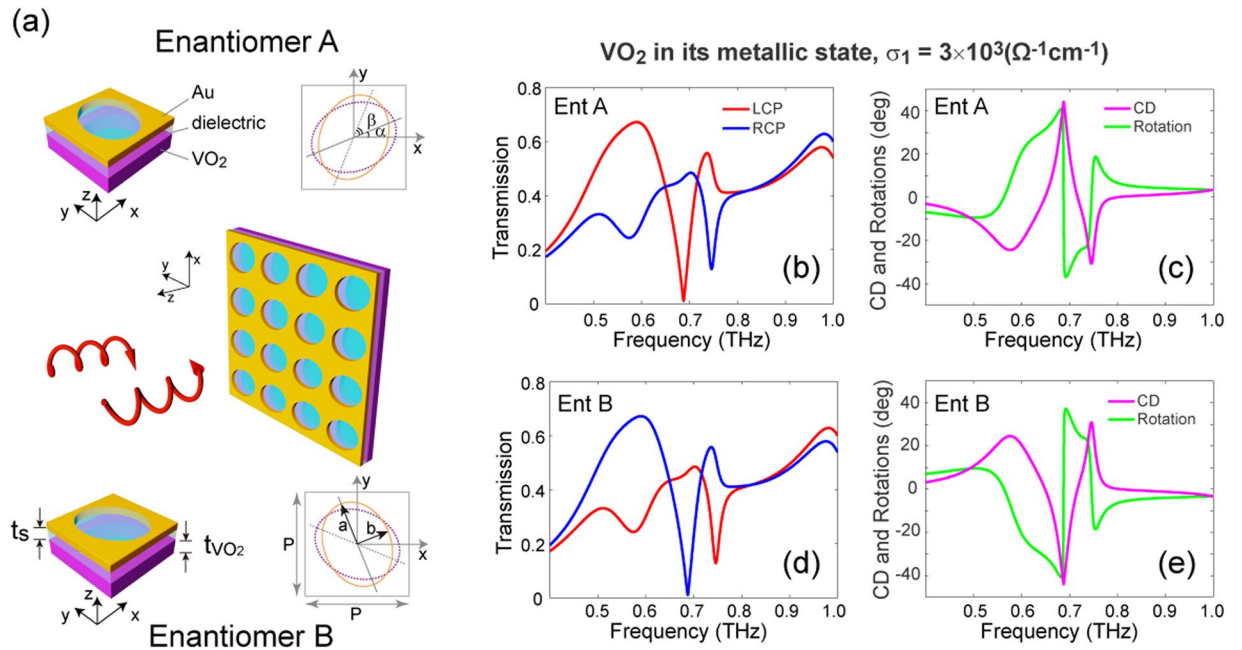 (a)
Enantiomer A
Au
dielectric
VO₂
z
y
x
y
β
α
x
x
y
z
ts
tVO₂
z
y
x
P
y
a
b
x
P
Enantiomer B
VO₂ in its metallic state, σ₁ = 3×10³(Ω⁻¹cm⁻¹)
Ent A
LCP
RCP
Transmission
0.8
0.6
0.4
0.2
0
0.5 0.6 0.7 0.8 0.9 1.0
Frequency (THz)
(b)
Ent A
CD
Rotation
CD and Rotations (deg)
40
20
0
-20
-40
0.5 0.6 0.7 0.8 0.9 1.0
Frequency (THz)
(c)
Ent B
Transmission
0.8
0.6
0.4
0.2
0
0.5 0.6 0.7 0.8 0.9 1.0
Frequency (THz)
(d)
Ent B
CD
Rotation
CD and Rotations (deg)
40
20
0
-20
-40
0.5 0.6 0.7 0.8 0.9 1.0
Frequency (THz)
(e)